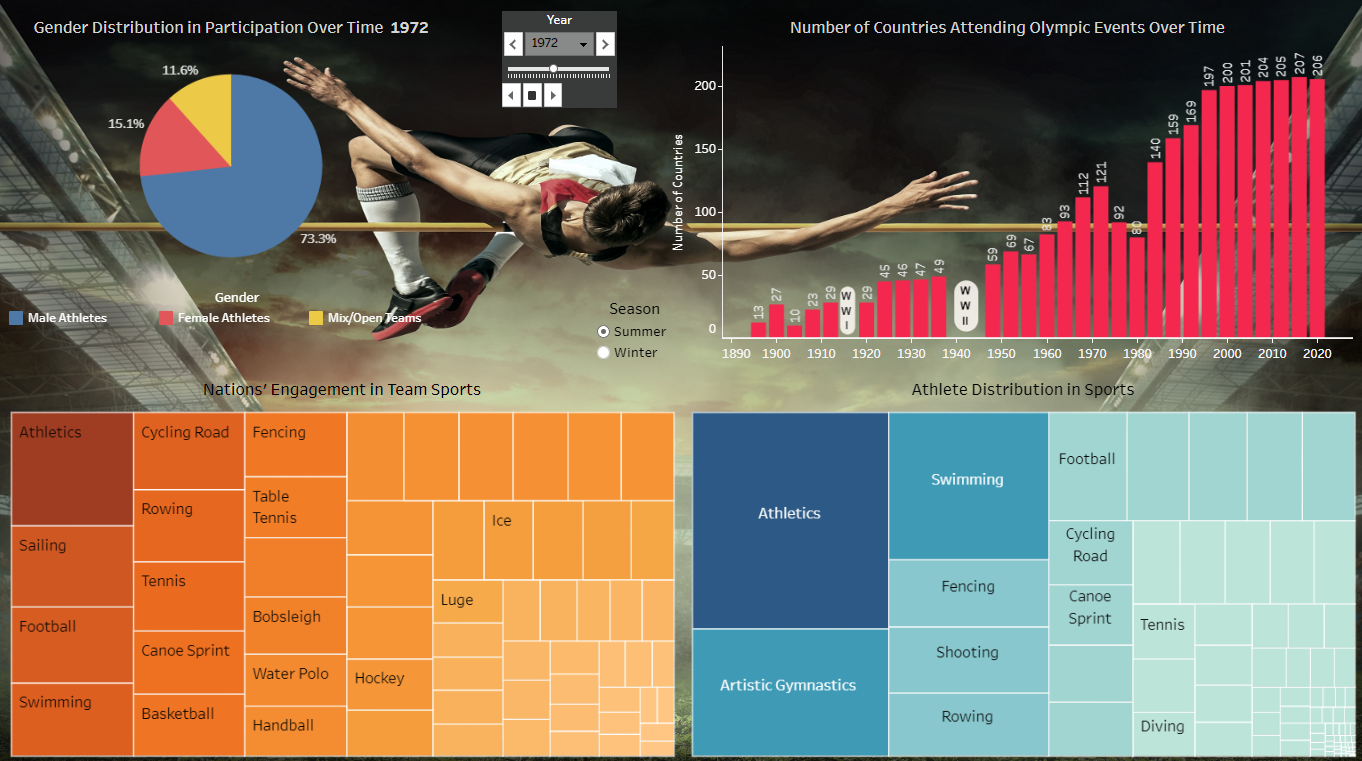 Gender Distribution in Participation Over Time 1972
11.6%
15.1%
73.3%
Gender
Male Athletes
Female Athletes
Mix/Open Teams
Year
1972
Season
Summer
Winter
Number of Countries Attending Olympic Events Over Time
Number of Countries
200
150
100
50
0
13
27
10
23
29
W
W
I
29
45
46
47
49
W
W
II
59
69
67
83
93
112
121
92
80
140
159
169
197
200
201
204
205
207
206
1890 1900 1910 1920 1930 1940 1950 1960 1970 1980 1990 2000 2010 2020
Nations' Engagement in Team Sports
Athletics
Sailing
Football
Swimming
Cycling Road
Rowing
Tennis
Canoe Sprint
Basketball
Fencing
Table
Tennis
Bobsleigh
Water Polo
Handball
Hockey
Ice
Luge
Athlete Distribution in Sports
Athletics
Artistic Gymnastics
Swimming
Fencing
Shooting
Rowing
Football
Cycling
Road
Canoe
Sprint
Tennis
Diving